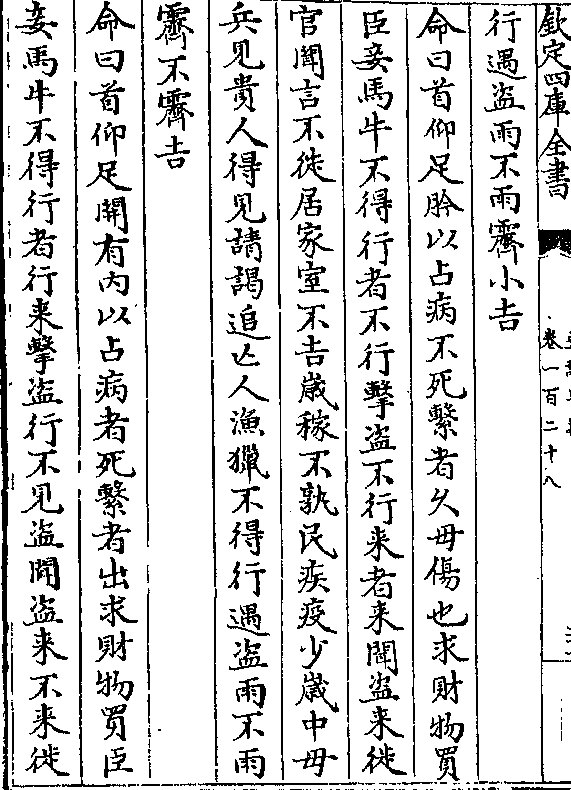 欽定四庫全書
卷一百二十八
行遇盜雨不雨霽小吉
命曰首仰足肣以占病不死繫者久毋傷也求財物買
臣妾馬牛不得行者不行擊盜不行来者来聞盜来徙
官聞言不徙居家室不吉歳稼不孰民疾疫少歳中毋
兵見貴人得見請謁追亡人漁獵不得行遇盜雨不雨
霽不霽吉
命曰首仰足開有内以占病者死繫者出求財物買臣
妾馬牛不得行者行来擊盜行不見盜聞盜来不来徙